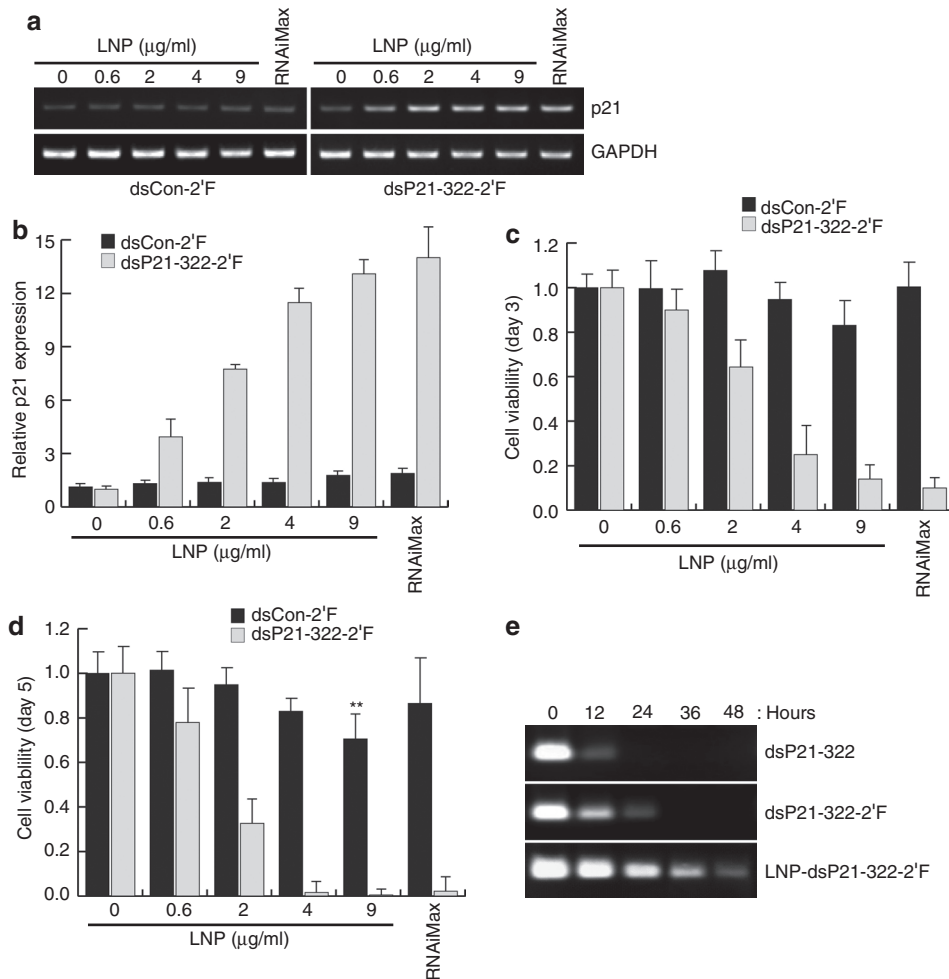 a
LNP (μg/ml)
RNAiMax
LNP (μg/ml)
RNAiMax
0 0.6 2 4 9
0 0.6 2 4 9
p21
GAPDH
dsCon-2'F
dsP21-322-2'F
b
dsCon-2'F
dsP21-322-2'F
Relative p21 expression
15
12
9
6
3
0
0 0.6 2 4 9
RNAiMax
LNP (μg/ml)
c
dsCon-2'F
dsP21-322-2'F
Cell viablility (day 3)
1.2
1.0
0.8
0.6
0.4
0.2
0.0
0 0.6 2 4 9
RNAiMax
LNP (μg/ml)
d
dsCon-2'F
dsP21-322-2'F
Cell viablility (day 5)
1.2
1.0
0.8
0.6
0.4
0.2
0.0
**
0 0.6 2 4 9
RNAiMax
LNP (μg/ml)
e
0 12 24 36 48 : Hours
dsP21-322
dsP21-322-2'F
LNP-dsP21-322-2'F